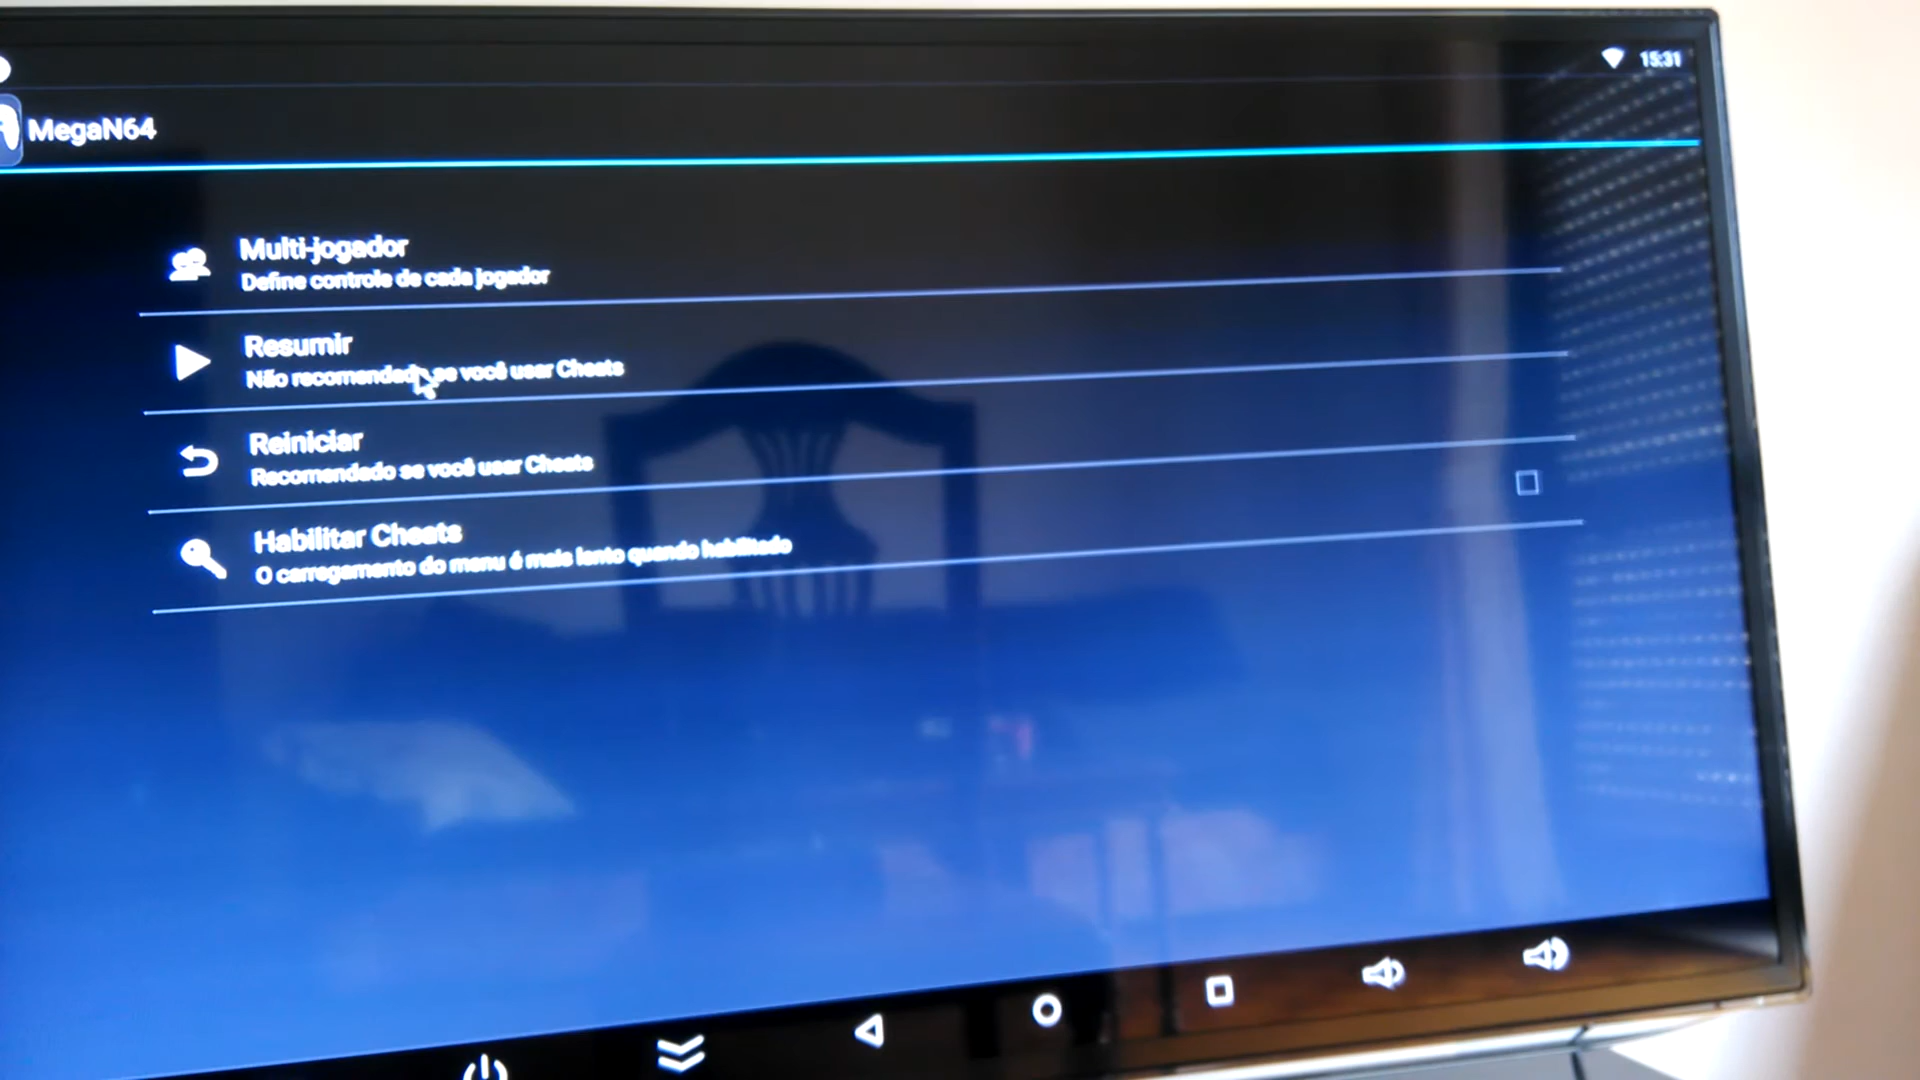 15:31
MegaN64
Multi-jogador
Define controle de cada jogador
Resumir
Não recomendado se você usar Cheats
Reiniciar
Recomendado se você usar Cheats
Habilitar Cheats
O carregamento do menu é mais lento quando habilitado